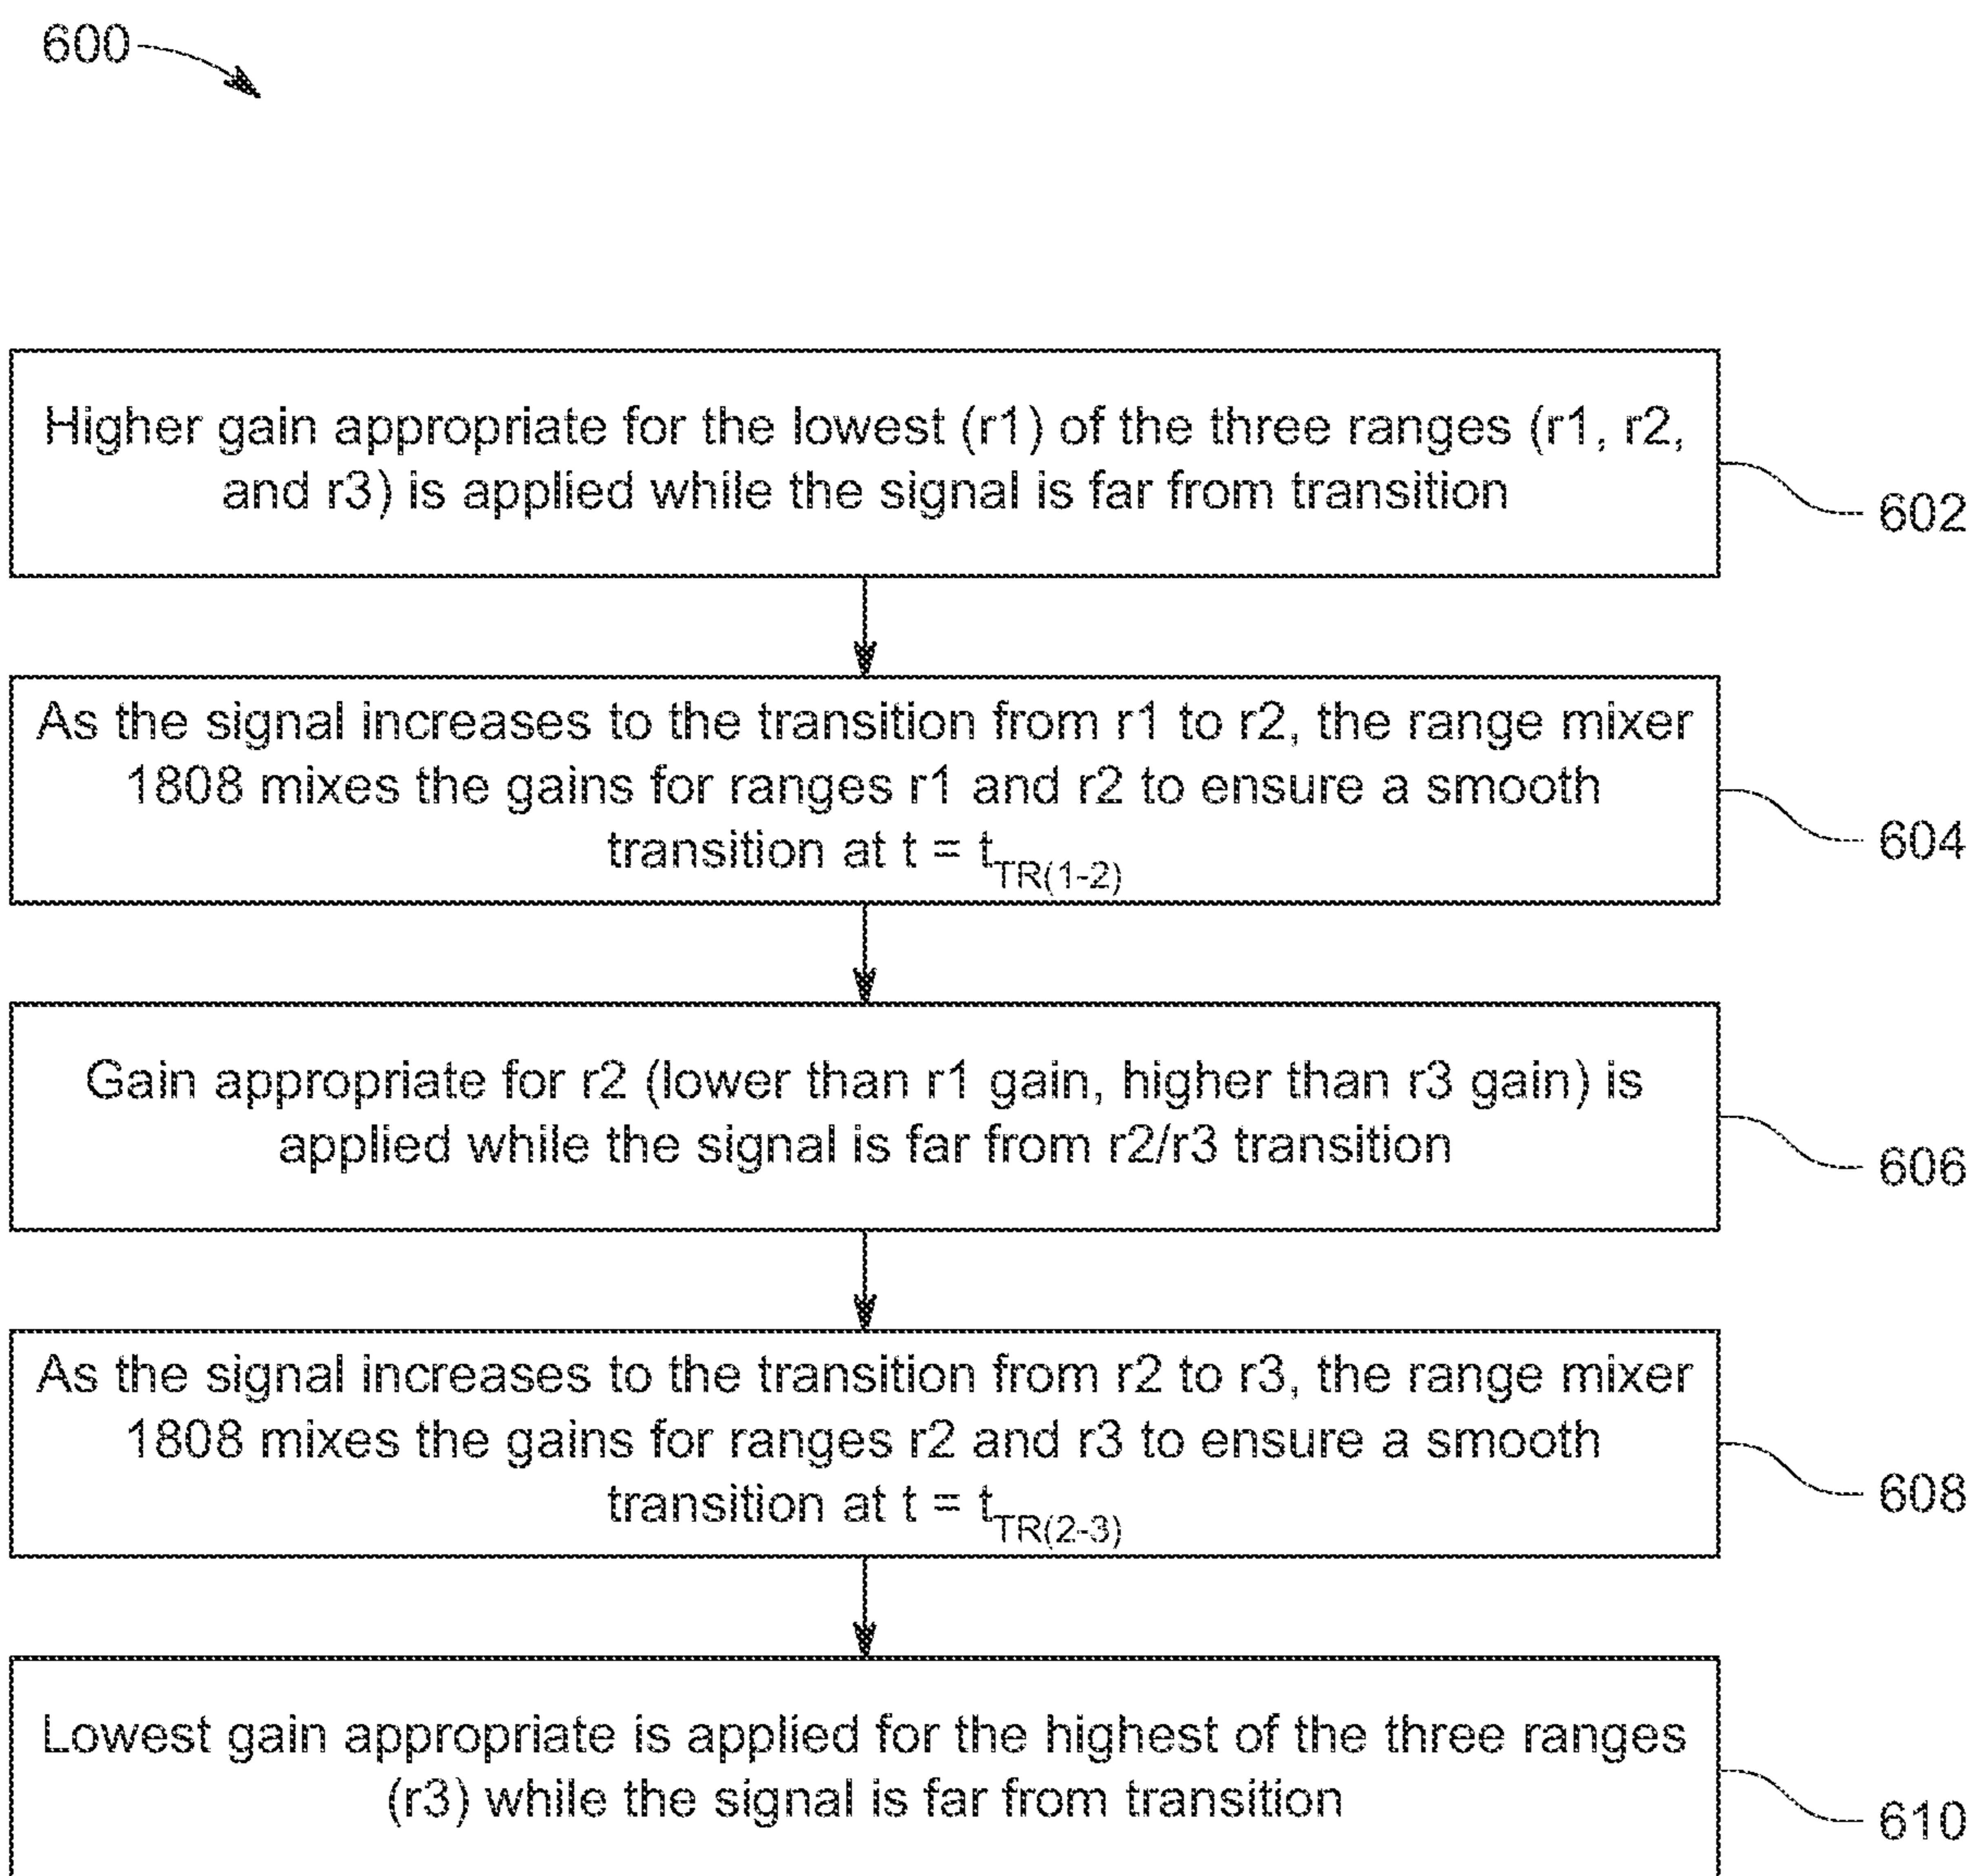 600
Higher gain appropriate for the lowest (r1) of the three ranges (r1, r2,
and r3) is applied while the signal is far from transition
602
As the signal increases to the transition from r1 to r2, the range mixer
1808 mixes the gains for ranges r1 and r2 to ensure a smooth
transition at t = t_TR(1-2)
604
Gain appropriate for r2 (lower than r1 gain, higher than r3 gain) is
applied while the signal is far from r2/r3 transition
606
As the signal increases to the transition from r2 to r3, the range mixer
1808 mixes the gains for ranges r2 and r3 to ensure a smooth
transition at t = t_TR(2-3)
608
Lowest gain appropriate is applied for the highest of the three ranges
(r3) while the signal is far from transition
610